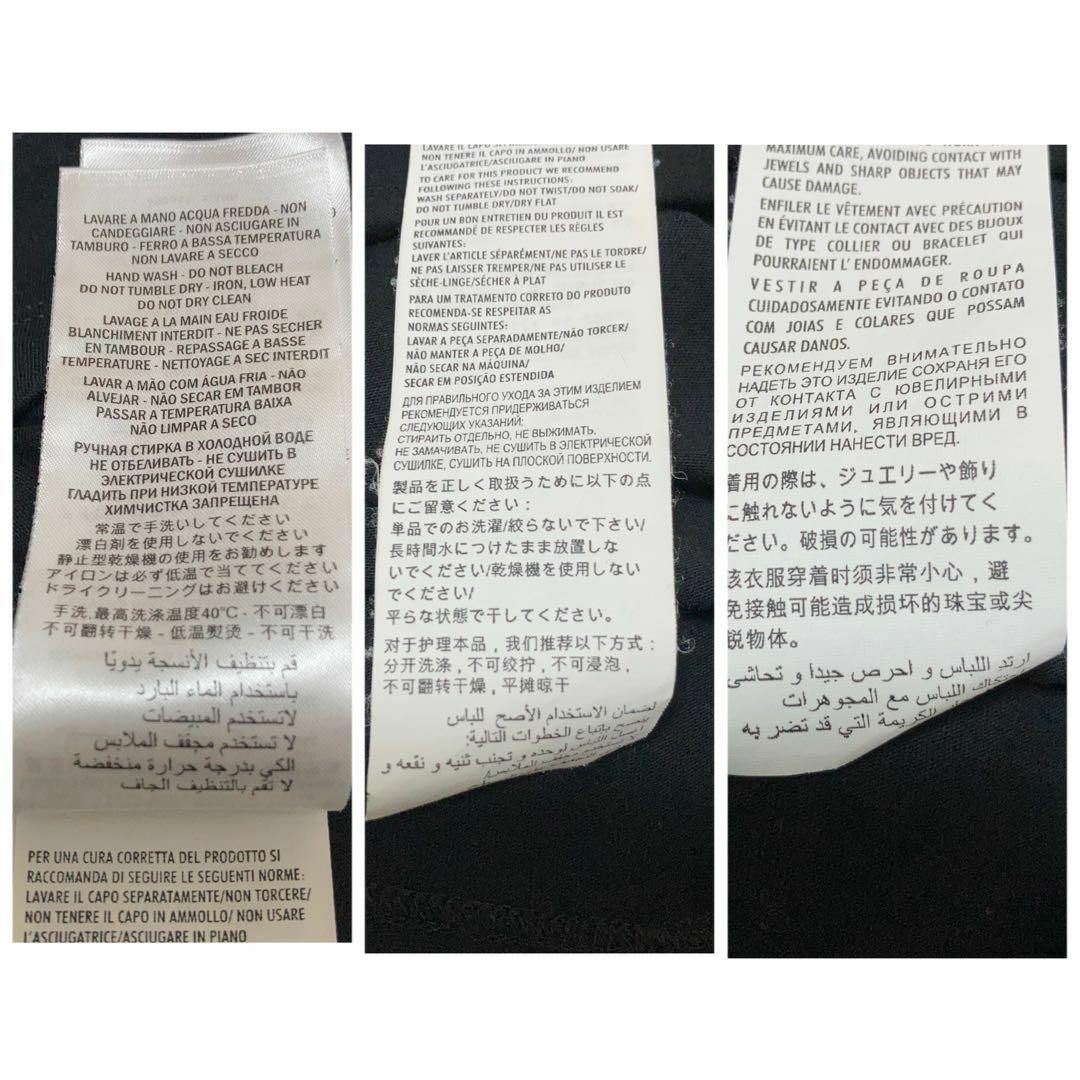 LAVARE A MANO ACQUA FREDDA - NON
CANDEGGIARE - NON ASCIUGARE IN
TAMBURO - FERRO A BASSA TEMPERATURA
NON LAVARE A SECCO
HAND WASH - DO NOT BLEACH
DO NOT TUMBLE DRY - IRON, LOW HEAT
DO NOT DRY CLEAN
LAVAGE A LA MAIN EAU FROIDE
BLANCHIMENT INTERDIT - NE PAS SECHER
EN TAMBOUR - REPASSAGE A BASSE
TEMPERATURE - NETTOYAGE A SEC INTERDIT
LAVAR A MÃO COM ÁGUA FRIA - NÃO
ALVEJAR - NÃO SECAR EM TAMBOR
PASSAR A TEMPERATURA BAIXA
NÃO LIMPAR A SECO
РУЧНАЯ СТИРКА В ХОЛОДНОЙ ВОДЕ
НЕ ОТБЕЛИВАТЬ - НЕ СУШИТЬ В
ЭЛЕКТРИЧЕСКОЙ СУШИЛКЕ
ГЛАДИТЬ ПРИ НИЗКОЙ ТЕМПЕРАТУРЕ
ХИМЧИСТКА ЗАПРЕЩЕНА
常温で手洗いしてください
漂白剤を使用しないでください
静止型乾燥機の使用をお勧めします
アイロンは必ず低温で当ててください
ドライクリーニングはお避けください
手洗,最高洗涤温度40°C - 不可漂白
不可翻转干燥 - 低温熨烫 - 不可干洗
قم بتنظيف الأنسجة يدويًا
باستخدام الماء البارد
لاتستخدم المبيضات
لا تستخدم مجفف الملابس
الكي بدرجة حرارة منخفضة
لا تقم بالتنظيف الجاف
PER UNA CURA CORRETTA DEL PRODOTTO SI
RACCOMANDA DI SEGUIRE LE SEGUENTI NORME:
LAVARE IL CAPO SEPARATAMENTE/NON TORCERE/
NON TENERE IL CAPO IN AMMOLLO/ NON USARE
L'ASCIUGATRICE/ASCIUGARE IN PIANO
LAVARE IL CAPO
NON TENERE IL CAPO IN AMMOLLO/ NON USARE
L'ASCIUGATRICE/ASCIUGARE IN PIANO
TO CARE FOR THIS PRODUCT WE RECOMMEND
FOLLOWING THESE INSTRUCTIONS:
WASH SEPARATELY/DO NOT TWIST/DO NOT SOAK/
DO NOT TUMBLE DRY/DRY FLAT
POUR UN BON ENTRETIEN DU PRODUIT IL EST
RECOMMANDÉ DE RESPECTER LES RÈGLES
SUIVANTES:
LAVER L'ARTICLE SÉPARÉMENT/NE PAS LE TORDRE/
NE PAS LAISSER TREMPER/NE PAS UTILISER LE
SÈCHE-LINGE/SÉCHER À PLAT
PARA UM TRATAMENTO CORRETO DO PRODUTO
RECOMENDA-SE RESPEITAR AS
NORMAS SEGUINTES:
LAVAR A PEÇA SEPARADAMENTE/NÃO TORCER/
NÃO MANTER A PEÇA DE MOLHO/
NÃO SECAR NA MÁQUINA/
SECAR EM POSIÇÃO ESTENDIDA
ДЛЯ ПРАВИЛЬНОГО УХОДА ЗА ЭТИМ ИЗДЕЛИЕМ
РЕКОМЕНДУЕТСЯ ПРИДЕРЖИВАТЬСЯ
СЛЕДУЮЩИХ УКАЗАНИЙ:
СТИРАИТЬ ОТДЕЛЬНО, НЕ ВЫЖИМАТЬ,
НЕ ЗАМАЧИВАТЬ, НЕ СУШИТЬ В ЭЛЕКТРИЧЕСКОЙ
СУШИЛКЕ, СУШИТЬ НА ПЛОСКОЙ ПОВЕРХНОСТИ.
製品を正しく取扱うために以下の点
にご留意ください：
単品でのお洗濯/絞らないで下さい/
長時間水につけたまま放置しな
いでください/乾燥機を使用しない
でください/
平らな状態で干してください。
对于护理本品，我们推荐以下方式：
分开洗涤，不可绞拧，不可浸泡，
不可翻转干燥，平摊晾干
لضمان الاستخدام الأصح للباس
ينصح باتباع الخطوات التالية:
اللباس لوحده و تجنب ثنيه و نقعه و
MAXIMUM CARE, AVOIDING CONTACT WITH
JEWELS AND SHARP OBJECTS THAT MAY
CAUSE DAMAGE.
ENFILER LE VÊTEMENT AVEC PRÉCAUTION
EN ÉVITANT LE CONTACT AVEC DES BIJOUX
DE TYPE COLLIER OU BRACELET QUI
POURRAIENT L' ENDOMMAGER.
VESTIR A PEÇA DE ROUPA
CUIDADOSAMENTE EVITANDO O CONTATO
COM JOIAS E COLARES QUE POSSAM
CAUSAR DANOS.
РЕКОМЕНДУЕМ ВНИМАТЕЛЬНО
НАДЕТЬ ЭТО ИЗДЕЛИЕ СОХРАНЯ ЕГО
ОТ КОНТАКТА С ЮВЕЛИРНЫМИ
ИЗДЕЛИЯМИ ИЛИ ОСТРИМИ
ПРЕДМЕТАМИ, ЯВЛЯЮЩИМИ В
СОСТОЯНИИ НАНЕСТИ ВРЕД.
着用の際は、ジュエリーや飾り
に触れないように気を付けてく
ださい。破損の可能性があります。
该衣服穿着时须非常小心，避
免接触可能造成损坏的珠宝或尖
锐物体。
ارتد اللباس و احرص جيدا و تحاشى
اللباس مع المجوهرات
الكريمة التي قد تضر به